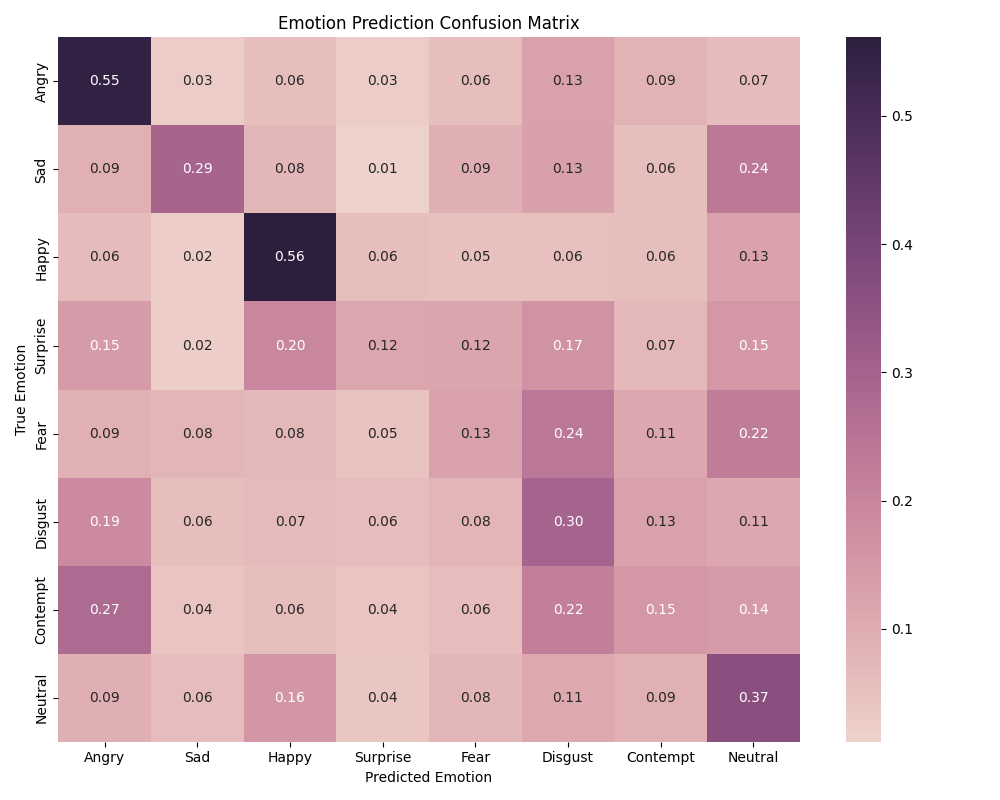 Emotion Prediction Confusion Matrix
True Emotion
Angry 0.55 0.03 0.06 0.03 0.06 0.13 0.09 0.07
Sad 0.09 0.29 0.08 0.01 0.09 0.13 0.06 0.24
Happy 0.06 0.02 0.56 0.06 0.05 0.06 0.06 0.13
Surprise 0.15 0.02 0.20 0.12 0.12 0.17 0.07 0.15
Fear 0.09 0.08 0.08 0.05 0.13 0.24 0.11 0.22
Disgust 0.19 0.06 0.07 0.06 0.08 0.30 0.13 0.11
Contempt 0.27 0.04 0.06 0.04 0.06 0.22 0.15 0.14
Neutral 0.09 0.06 0.16 0.04 0.08 0.11 0.09 0.37
Angry Sad Happy Surprise Fear Disgust Contempt Neutral
Predicted Emotion
0.5
0.4
0.3
0.2
0.1